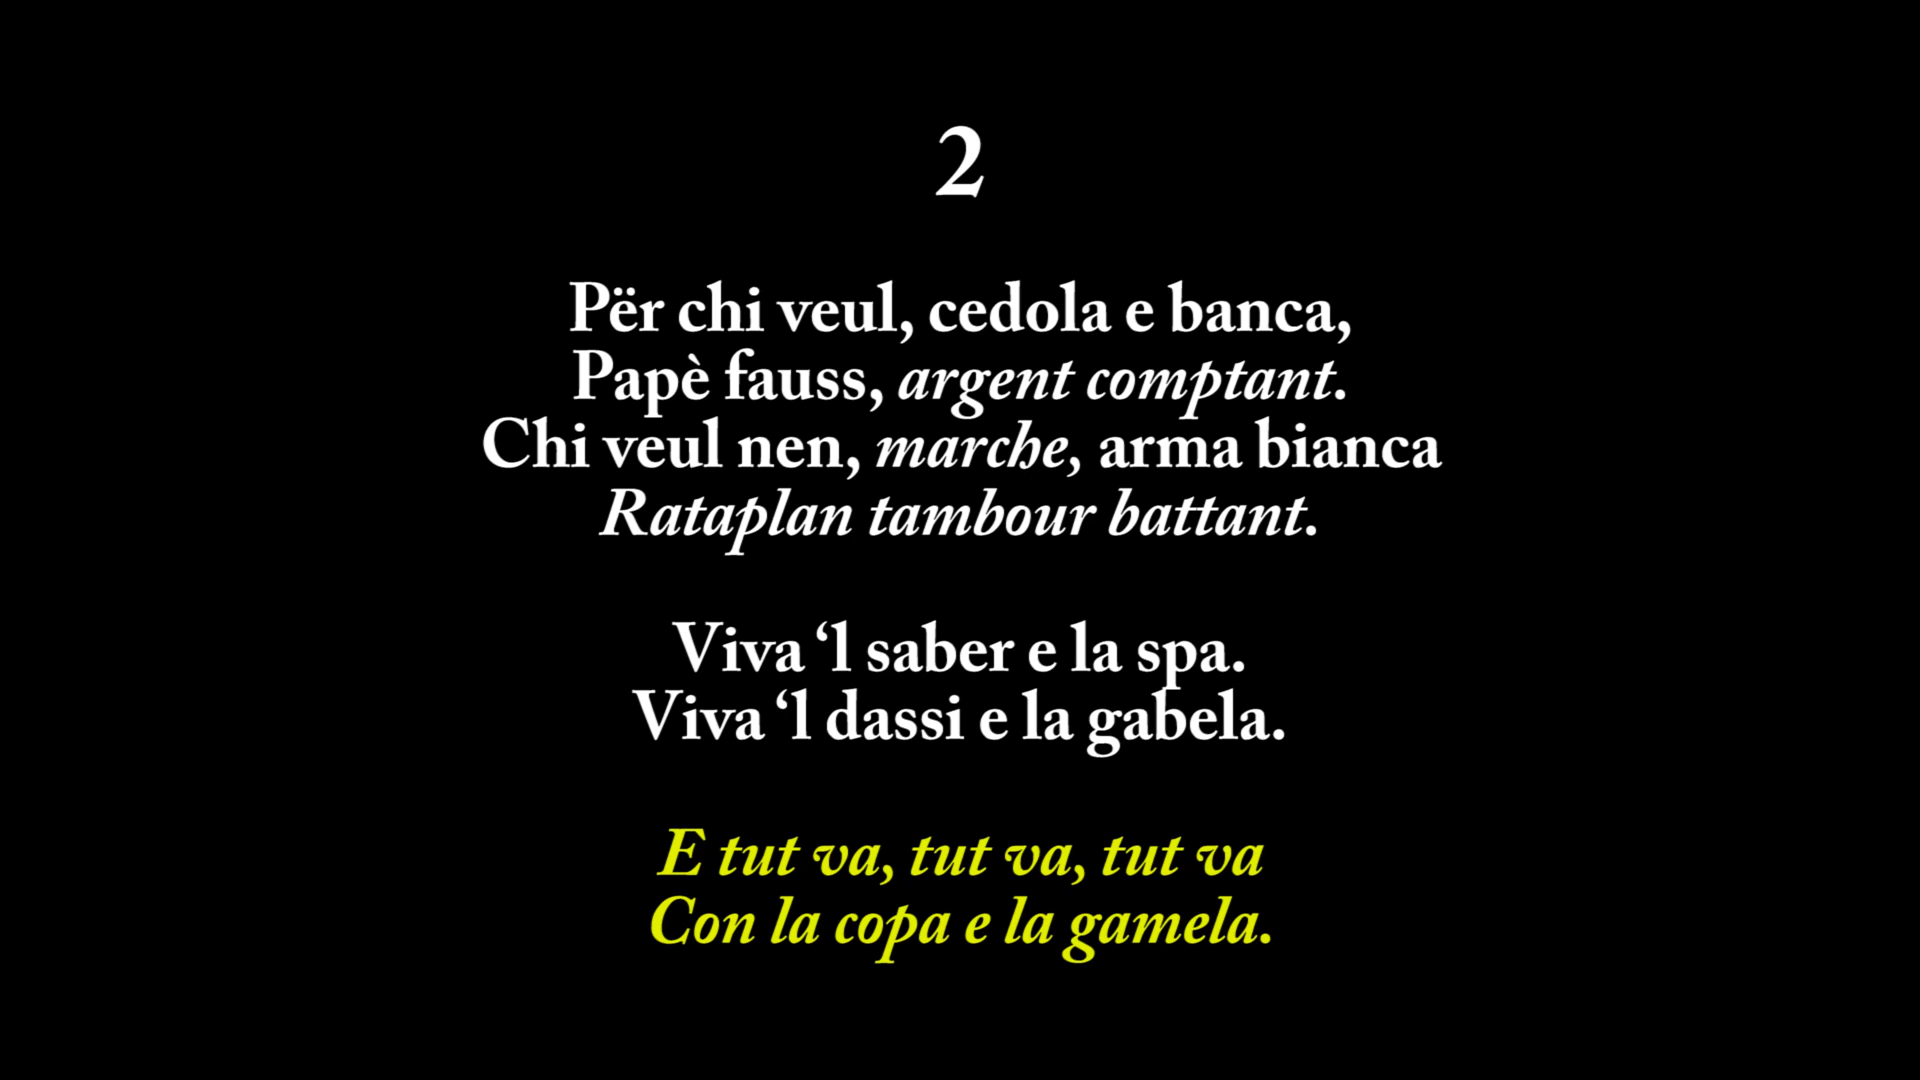 2
Për chi veul, cedola e banca,
Papè fauss, argent comptant.
Chi veul nen, marche, arma bianca
Rataplan tambour battant.
Viva ‘l saber e la spa.
Viva ‘l dassi e la gabela.
E tut va, tut va, tut va
Con la copa e la gamela.